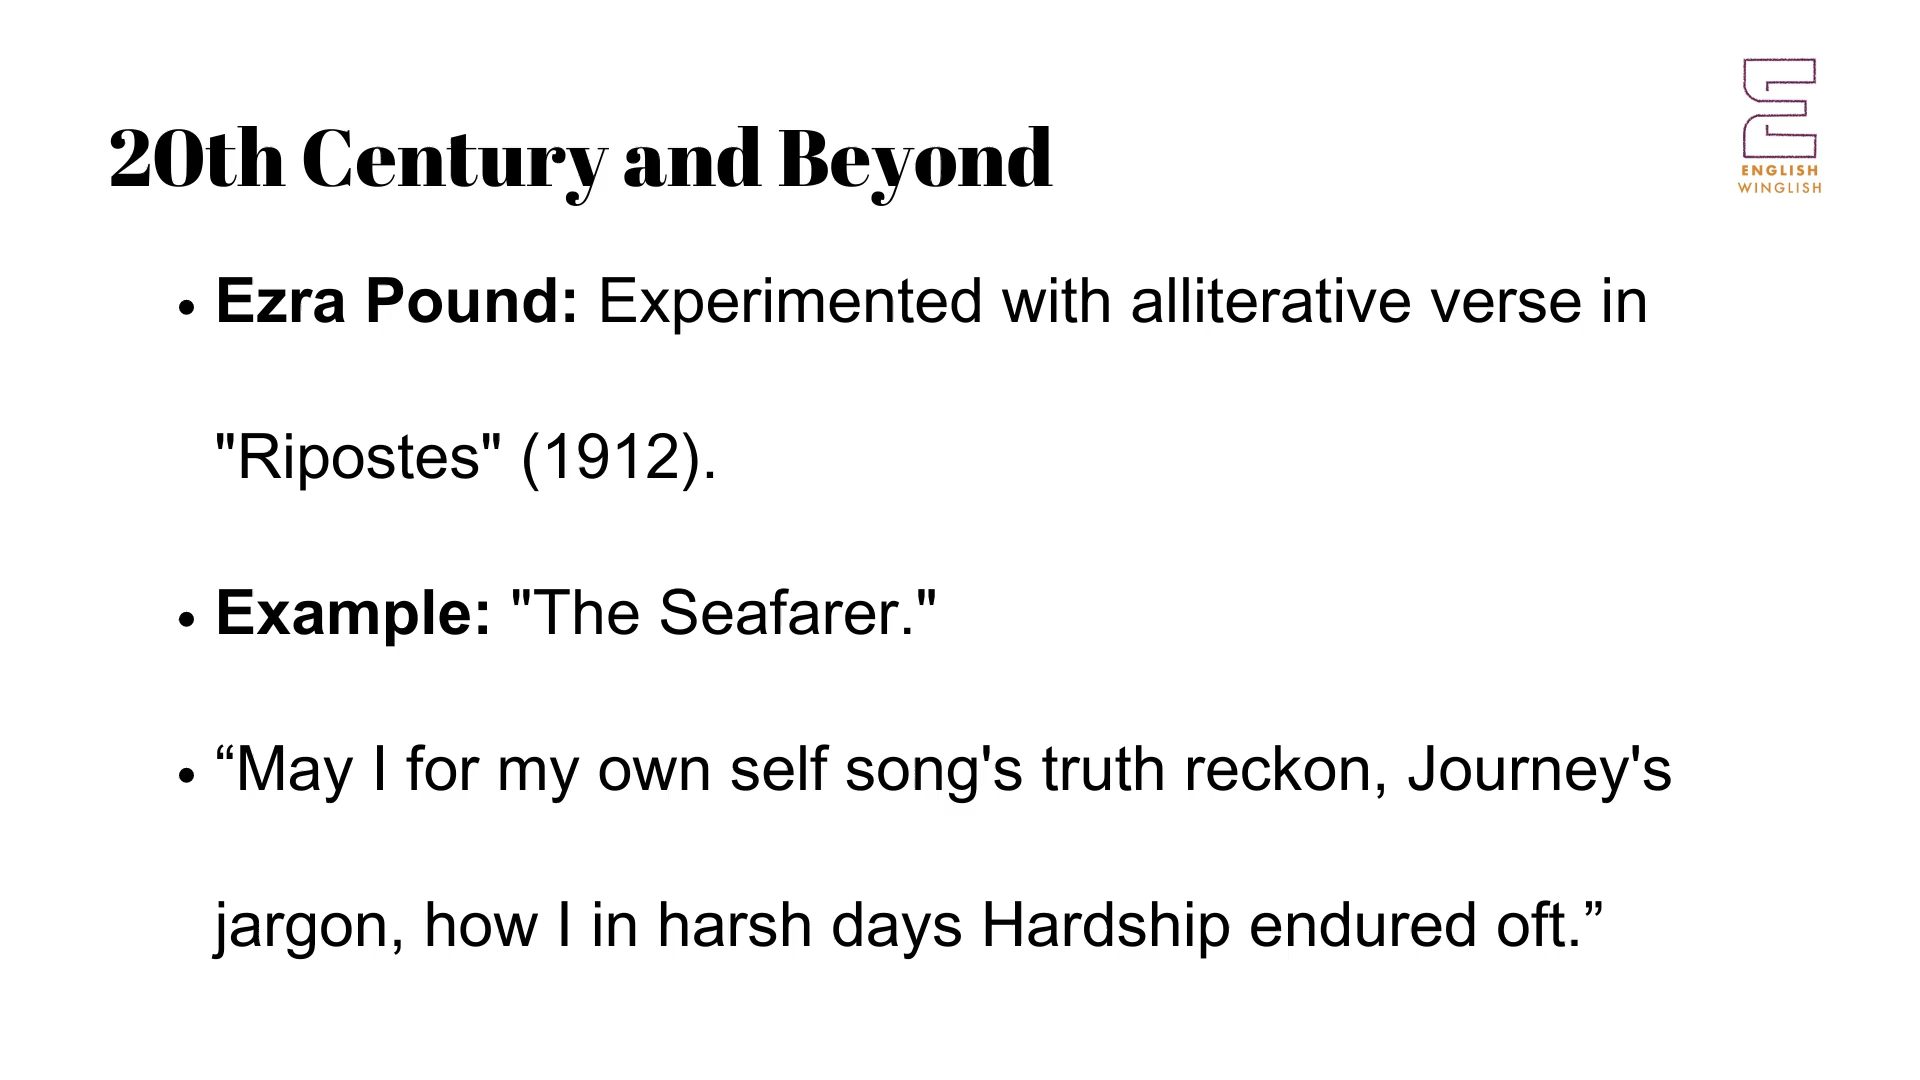 20th Century and Beyond
ENGLISH
WINGLISH
• Ezra Pound: Experimented with alliterative verse in
"Ripostes" (1912).
• Example: "The Seafarer."
• “May I for my own self song's truth reckon, Journey's
jargon, how I in harsh days Hardship endured oft.”